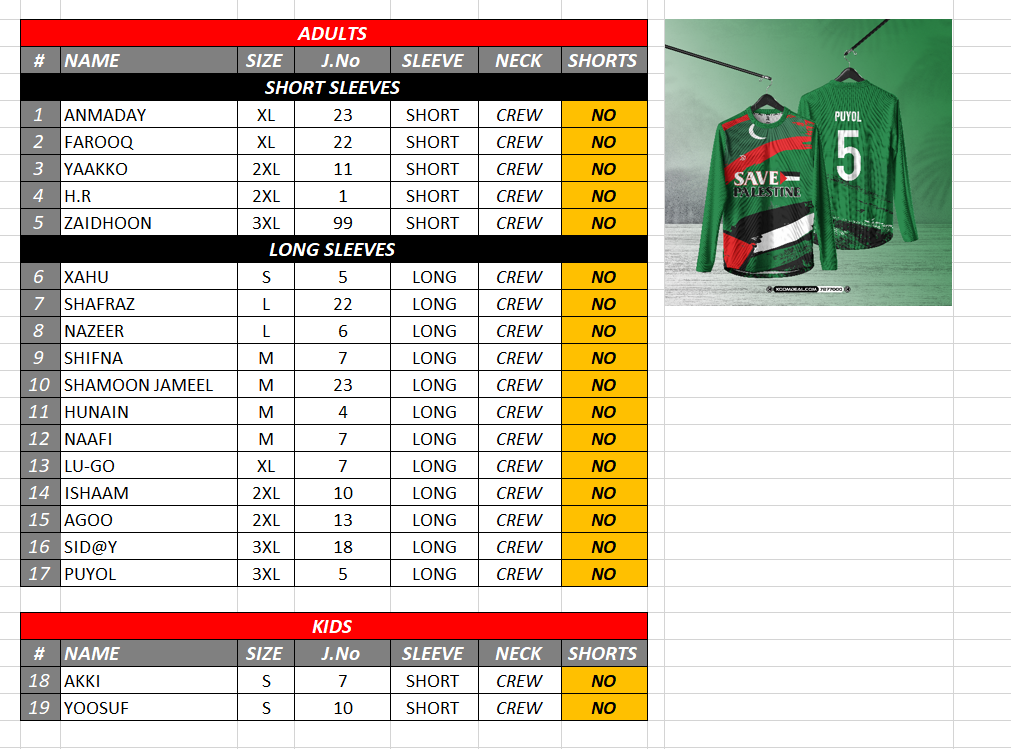 ADULTS
# NAME SIZE J.No SLEEVE NECK SHORTS
SHORT SLEEVES
1 ANMADAY XL 23 SHORT CREW NO
2 FAROOQ XL 22 SHORT CREW NO
3 YAAKKO 2XL 11 SHORT CREW NO
4 H.R 2XL 1 SHORT CREW NO
5 ZAIDHOON 3XL 99 SHORT CREW NO
LONG SLEEVES
6 XAHU S 5 LONG CREW NO
7 SHAFRAZ L 22 LONG CREW NO
8 NAZEER L 6 LONG CREW NO
9 SHIFNA M 7 LONG CREW NO
10 SHAMOON JAMEEL M 23 LONG CREW NO
11 HUNAIN M 4 LONG CREW NO
12 NAAFI M 7 LONG CREW NO
13 LU-GO XL 7 LONG CREW NO
14 ISHAAM 2XL 10 LONG CREW NO
15 AGOO 2XL 13 LONG CREW NO
16 SID@Y 3XL 18 LONG CREW NO
17 PUYOL 3XL 5 LONG CREW NO
KIDS
# NAME SIZE J.No SLEEVE NECK SHORTS
18 AKKI S 7 SHORT CREW NO
19 YOOSUF S 10 SHORT CREW NO
PUYOL
5
SAVE
PALESTINE